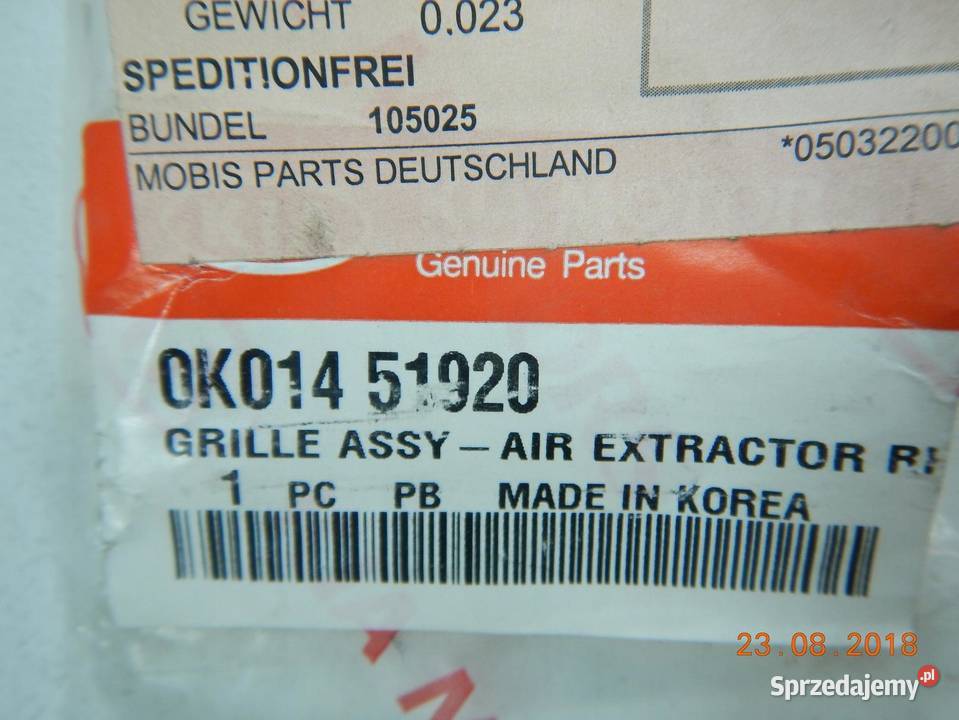 GEWICHT 0,023
SPEDITIONFREI
BUNDEL 105025
MOBIS PARTS DEUTSCHLAND *05032200
Genuine Parts
0K014 51920
GRILLE ASSY – AIR EXTRACTOR RH
1 PC PB MADE IN KOREA
23.08.2018
Sprzedajemy.pl